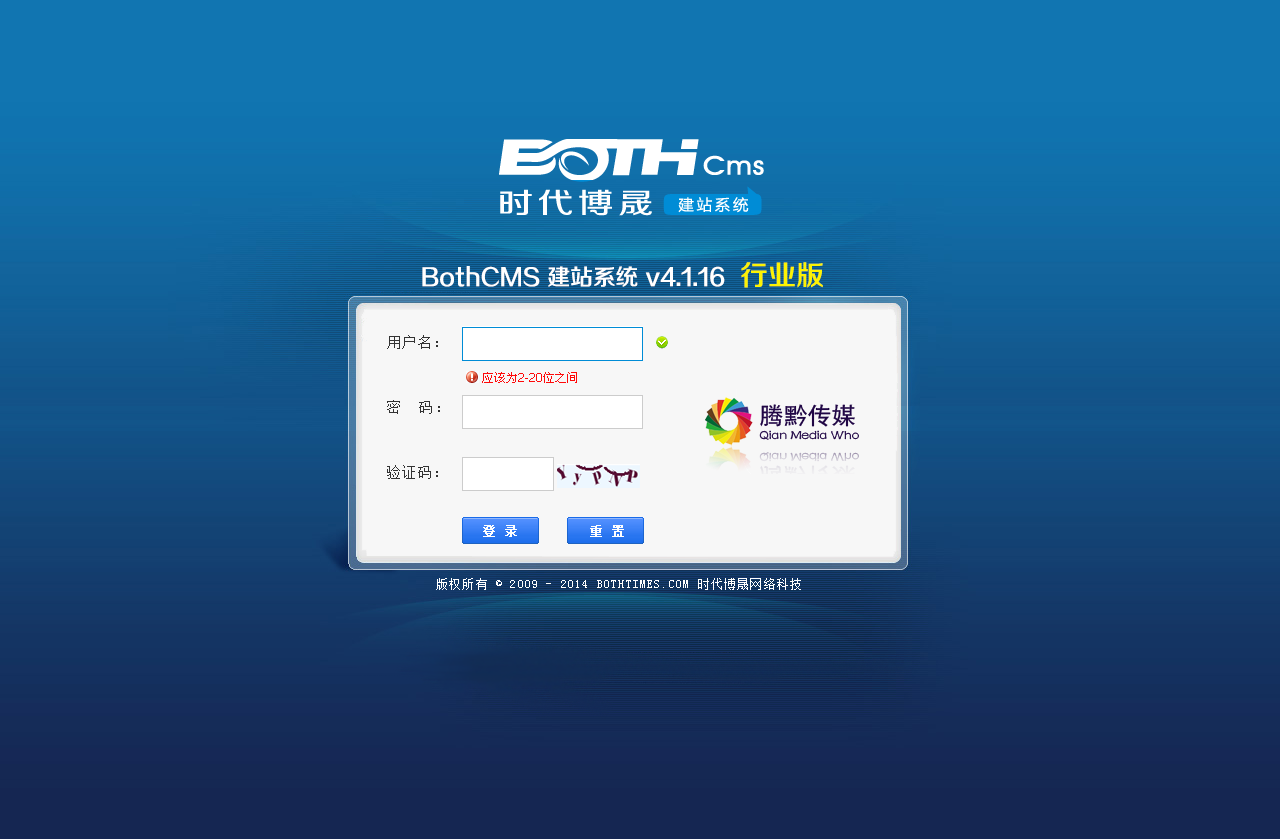 BOTH Cms
时代博晟 建站系统
BothCMS 建站系统 v4.1.16 行业版
用户名：
应该为2-20位之间
密 码：
腾黔传媒
Qian Media Who
验证码：
登 录 重 置
版权所有 © 2009 - 2014 BOTHTIMES.COM 时代博晟网络科技